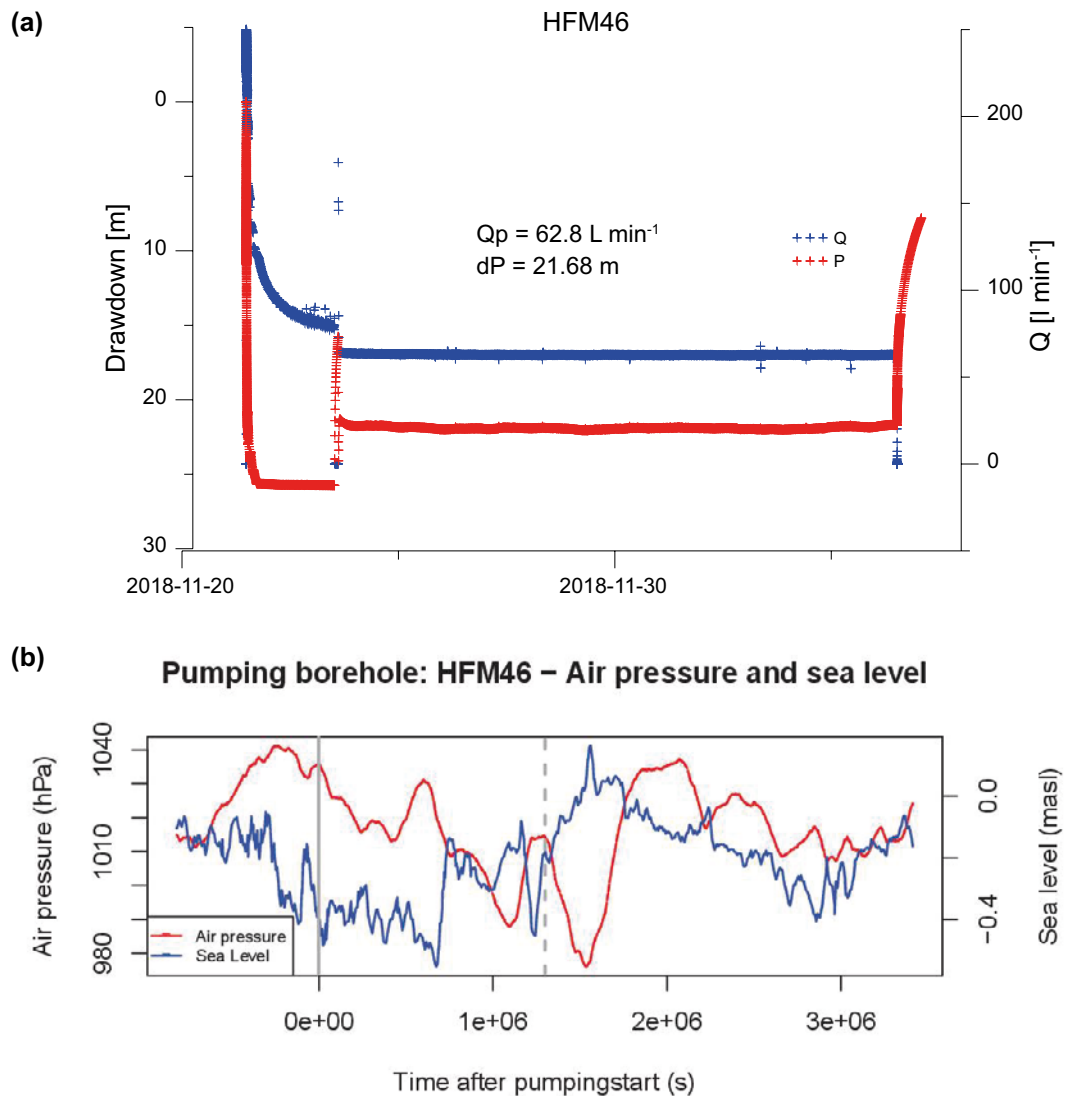 (a)
HFM46
0
10
20
30
Drawdown [m]
200
100
0
Q [l min⁻¹]
Qp = 62.8 L min⁻¹
dP = 21.68 m
+++ Q
+++ P
2018-11-20
2018-11-30
(b)
Pumping borehole: HFM46 − Air pressure and sea level
1040
1010
980
Air pressure (hPa)
0.0
−0.4
Sea level (masl)
Air pressure
Sea Level
0e+00
1e+06
2e+06
3e+06
Time after pumpingstart (s)